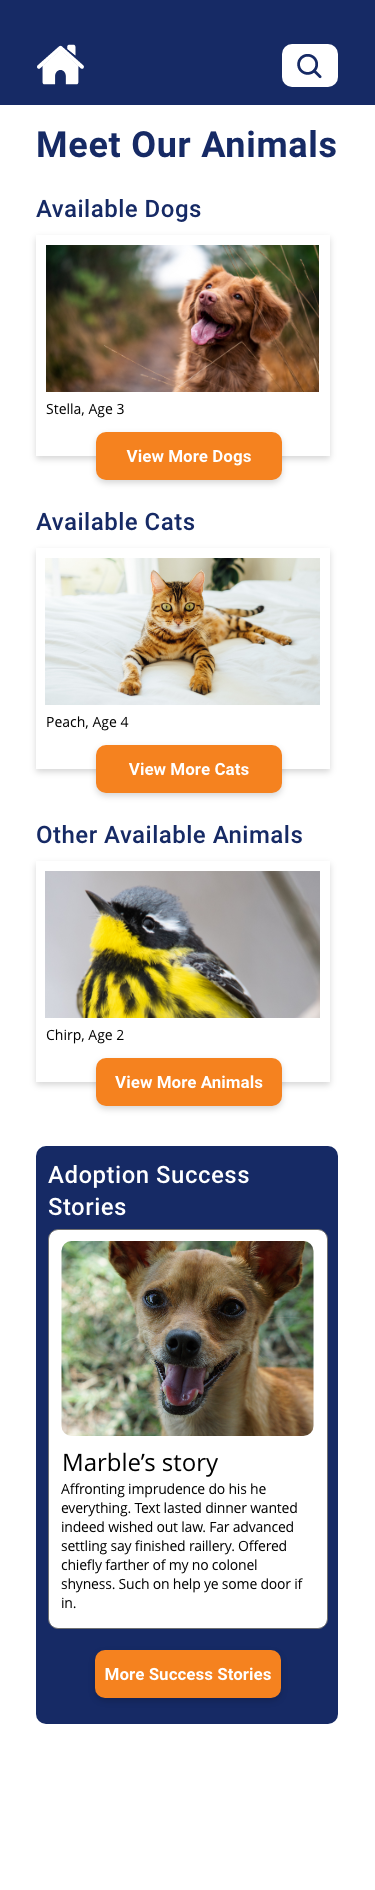 Meet Our Animals
Available Dogs
Stella, Age 3
View More Dogs
Available Cats
Peach, Age 4
View More Cats
Other Available Animals
Chirp, Age 2
View More Animals
Adoption Success
Stories
Marble’s story
Affronting imprudence do his he
everything. Text lasted dinner wanted
indeed wished out law. Far advanced
settling say finished raillery. Offered
chiefly farther of my no colonel
shyness. Such on help ye some door if
in.
More Success Stories